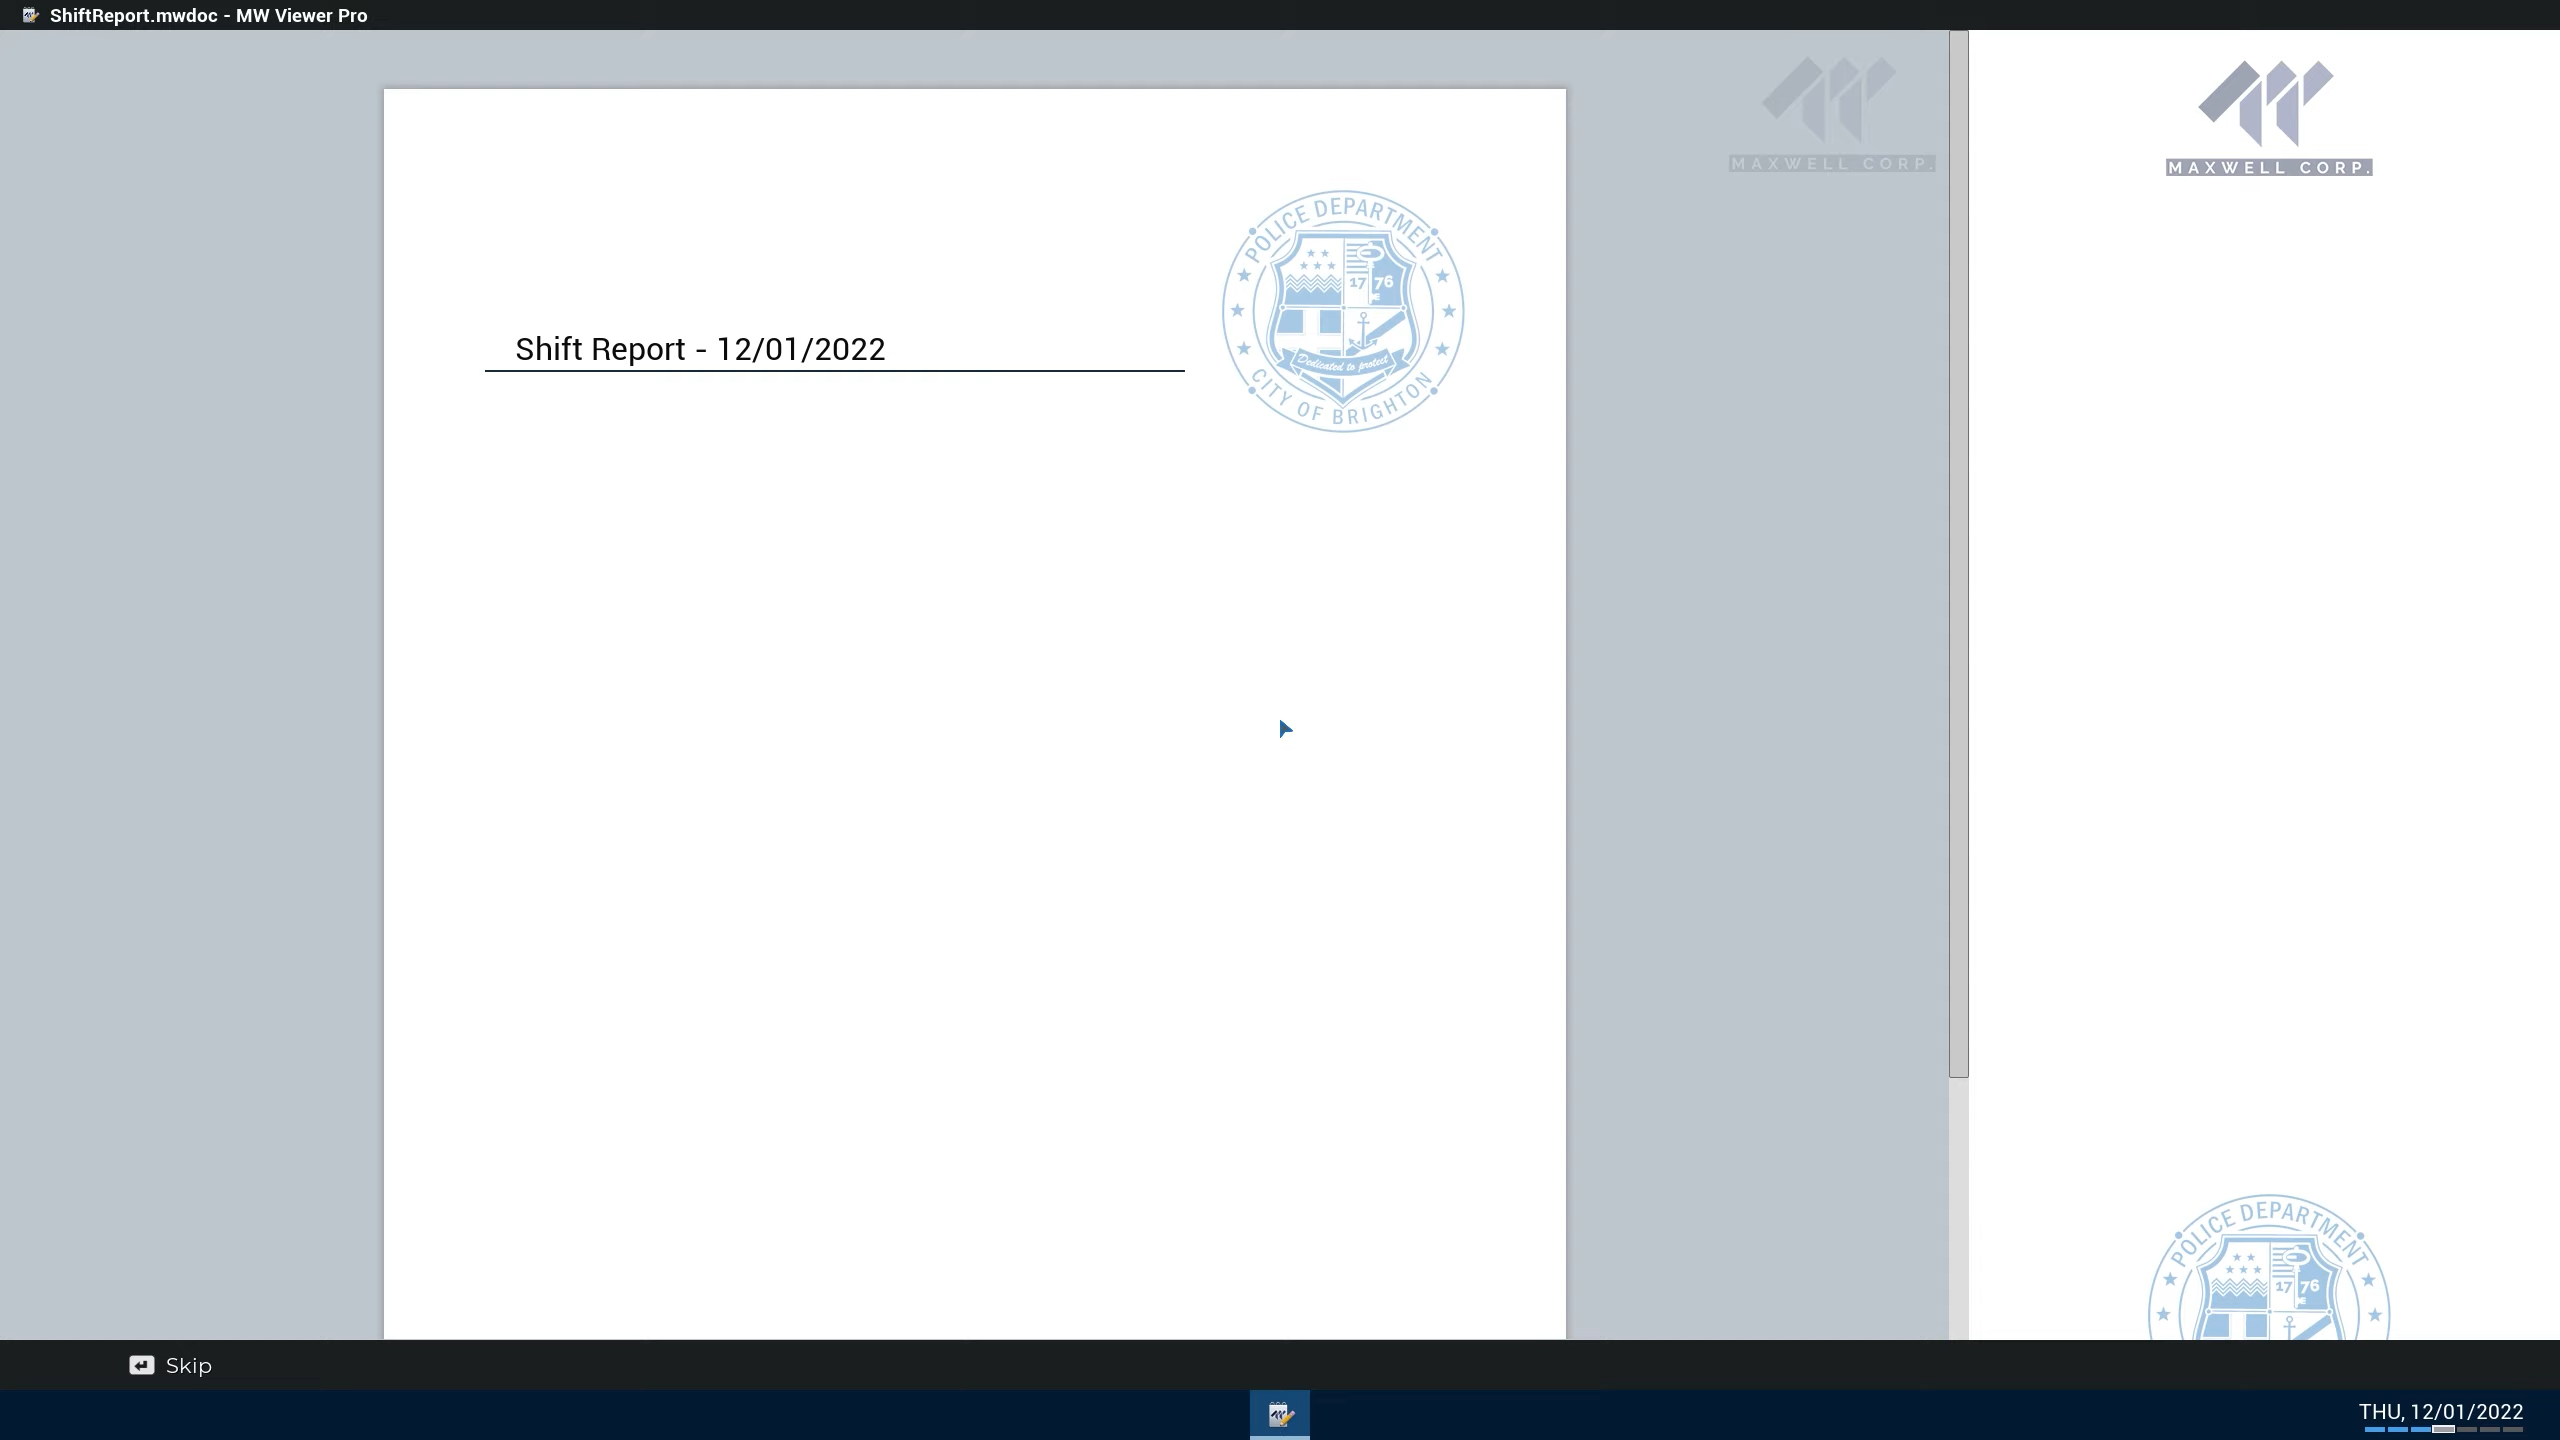 ShiftReport.mwdoc - MW Viewer Pro
MAXWELL CORP.
MAXWELL CORP.
POLICE DEPARTMENT
17 76
Dedicated to protect
CITY OF BRIGHTON
Shift Report - 12/01/2022
POLICE DEPARTMENT
17 76
Skip
THU, 12/01/2022